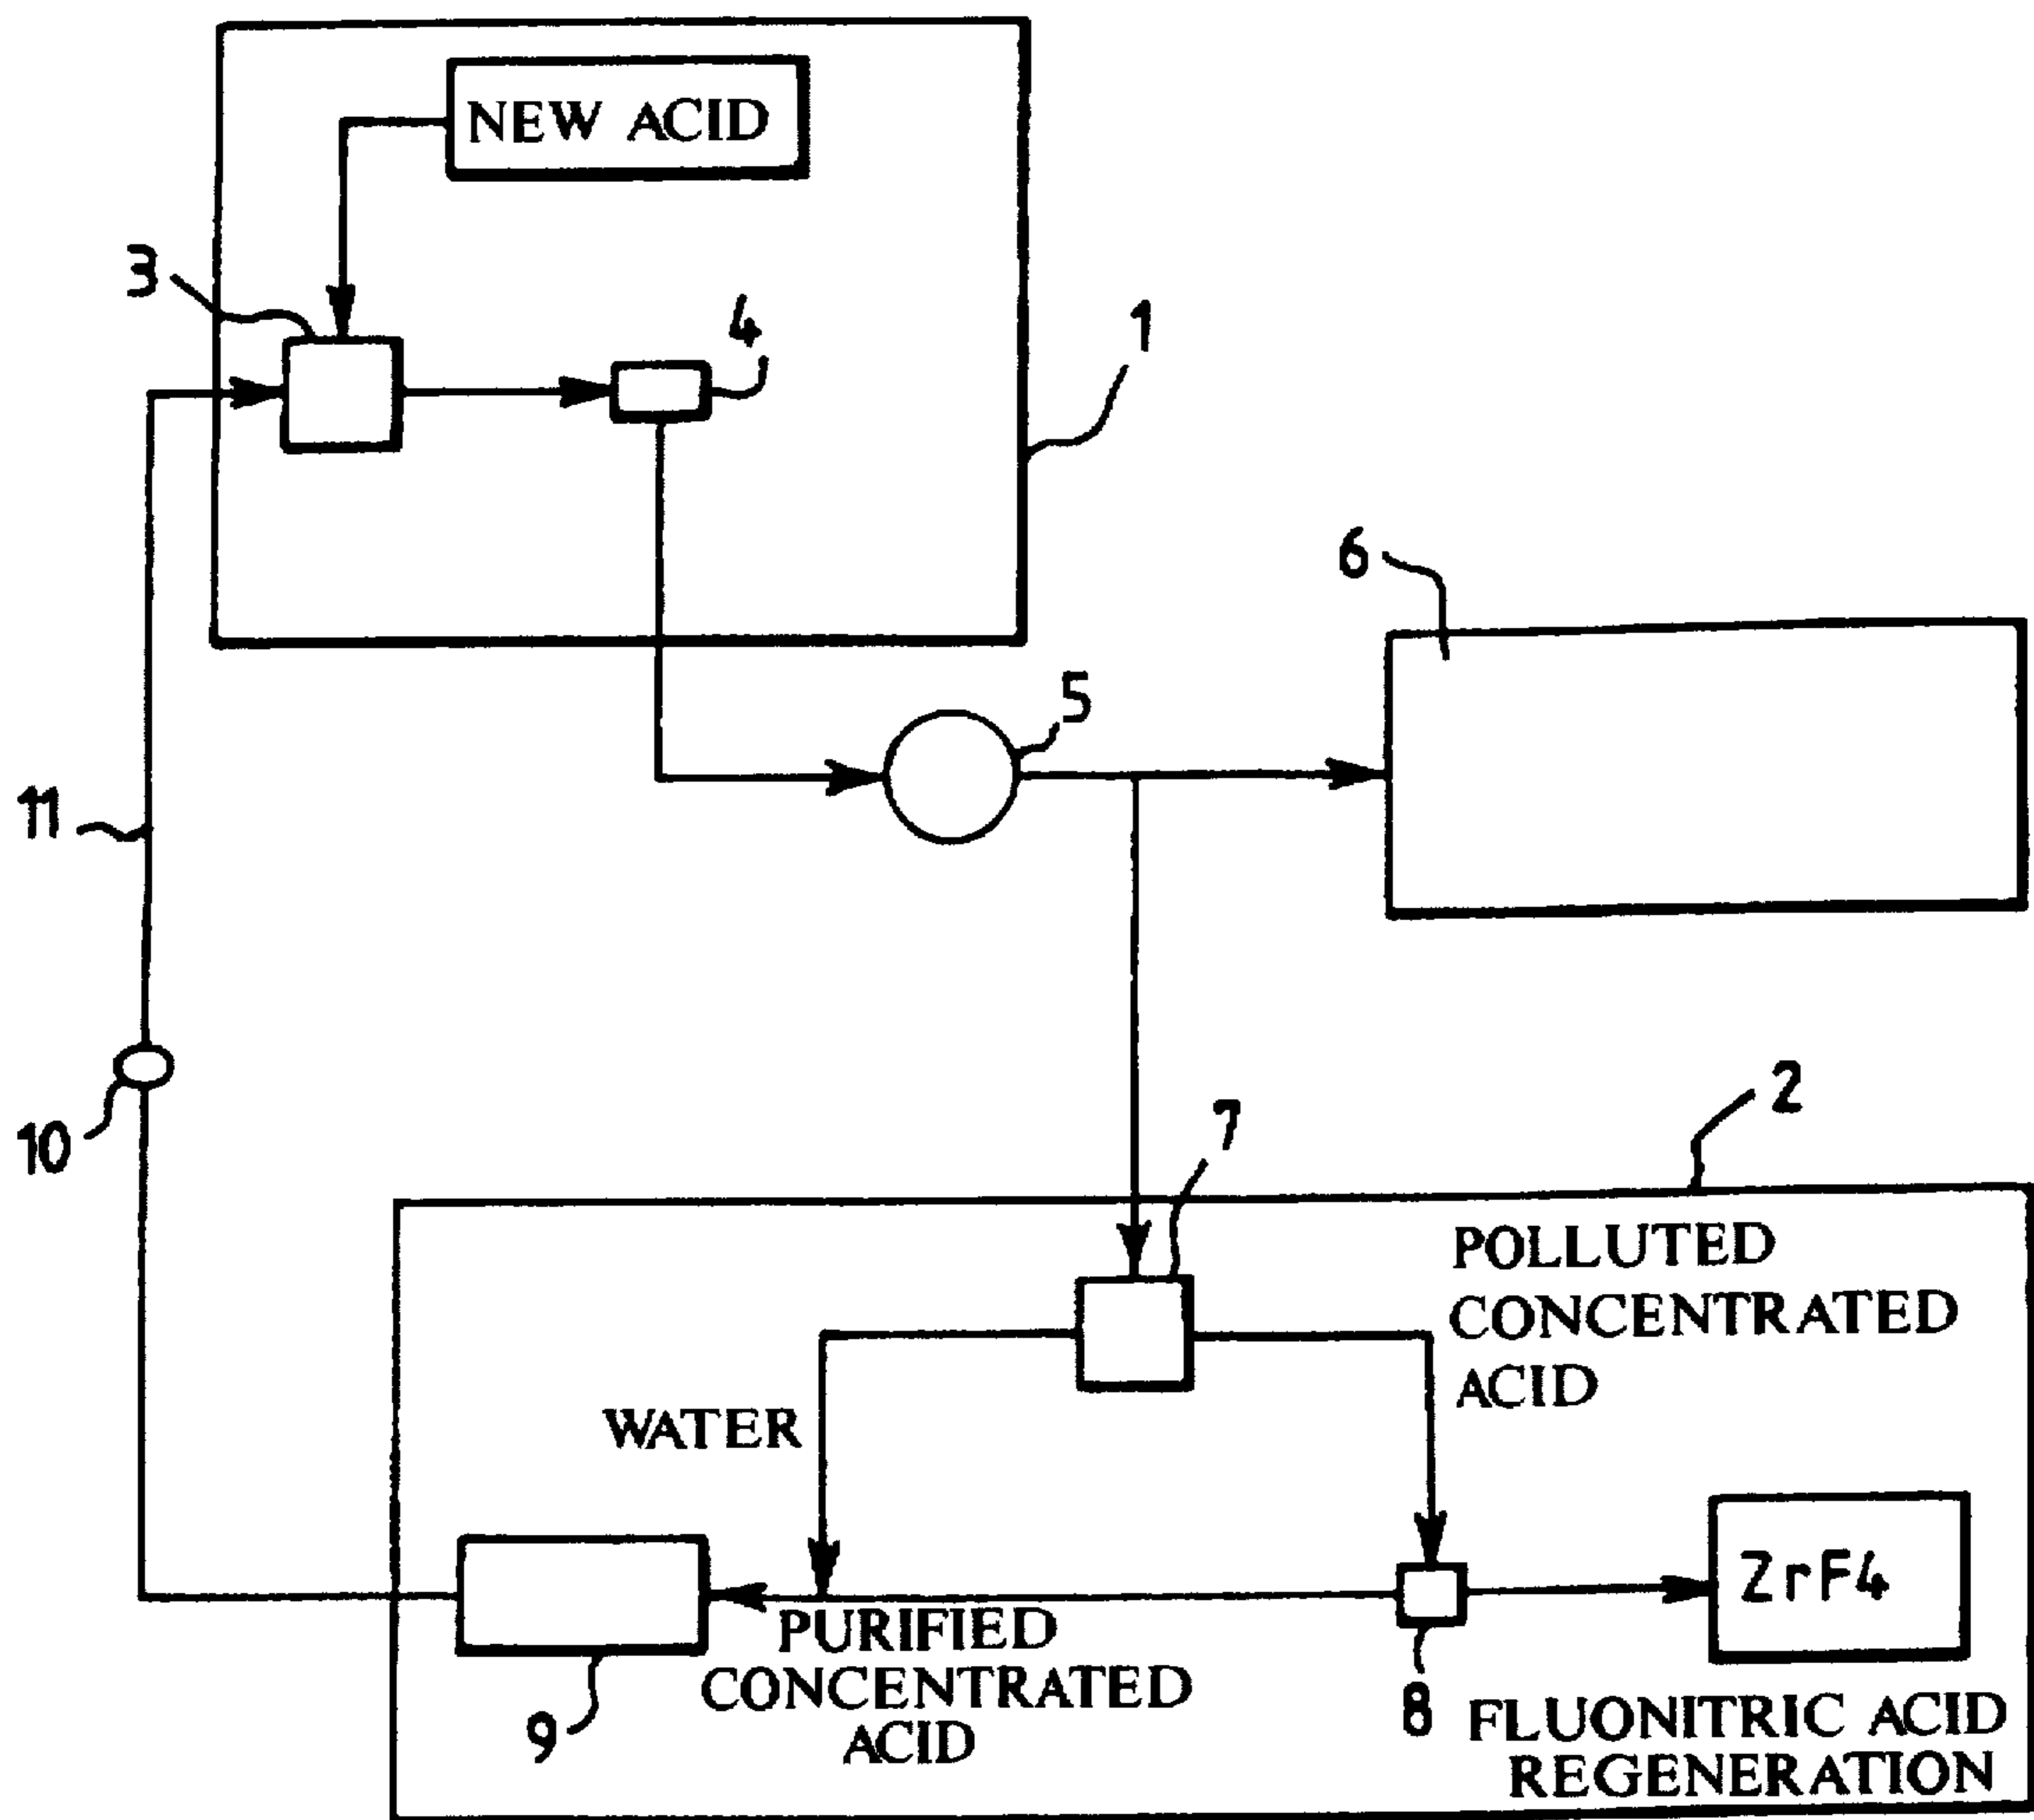 NEW ACID
3
4
1
6
5
11
10
2
7
POLLUTED
CONCENTRATED
ACID
WATER
ZrF4
PURIFIED
CONCENTRATED
ACID
9
8
FLUONITRIC ACID
REGENERATION